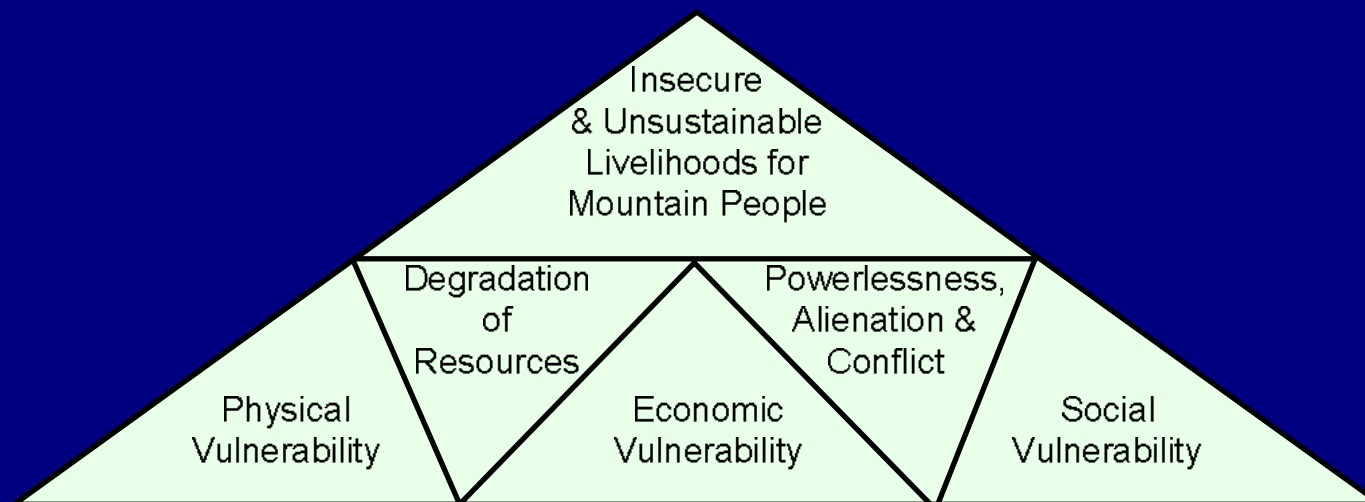 Insecure
& Unsustainable
Livelihoods for
Mountain People
Degradation
of
Resources
Powerlessness,
Alienation &
Conflict
Physical
Vulnerability
Economic
Vulnerability
Social
Vulnerability